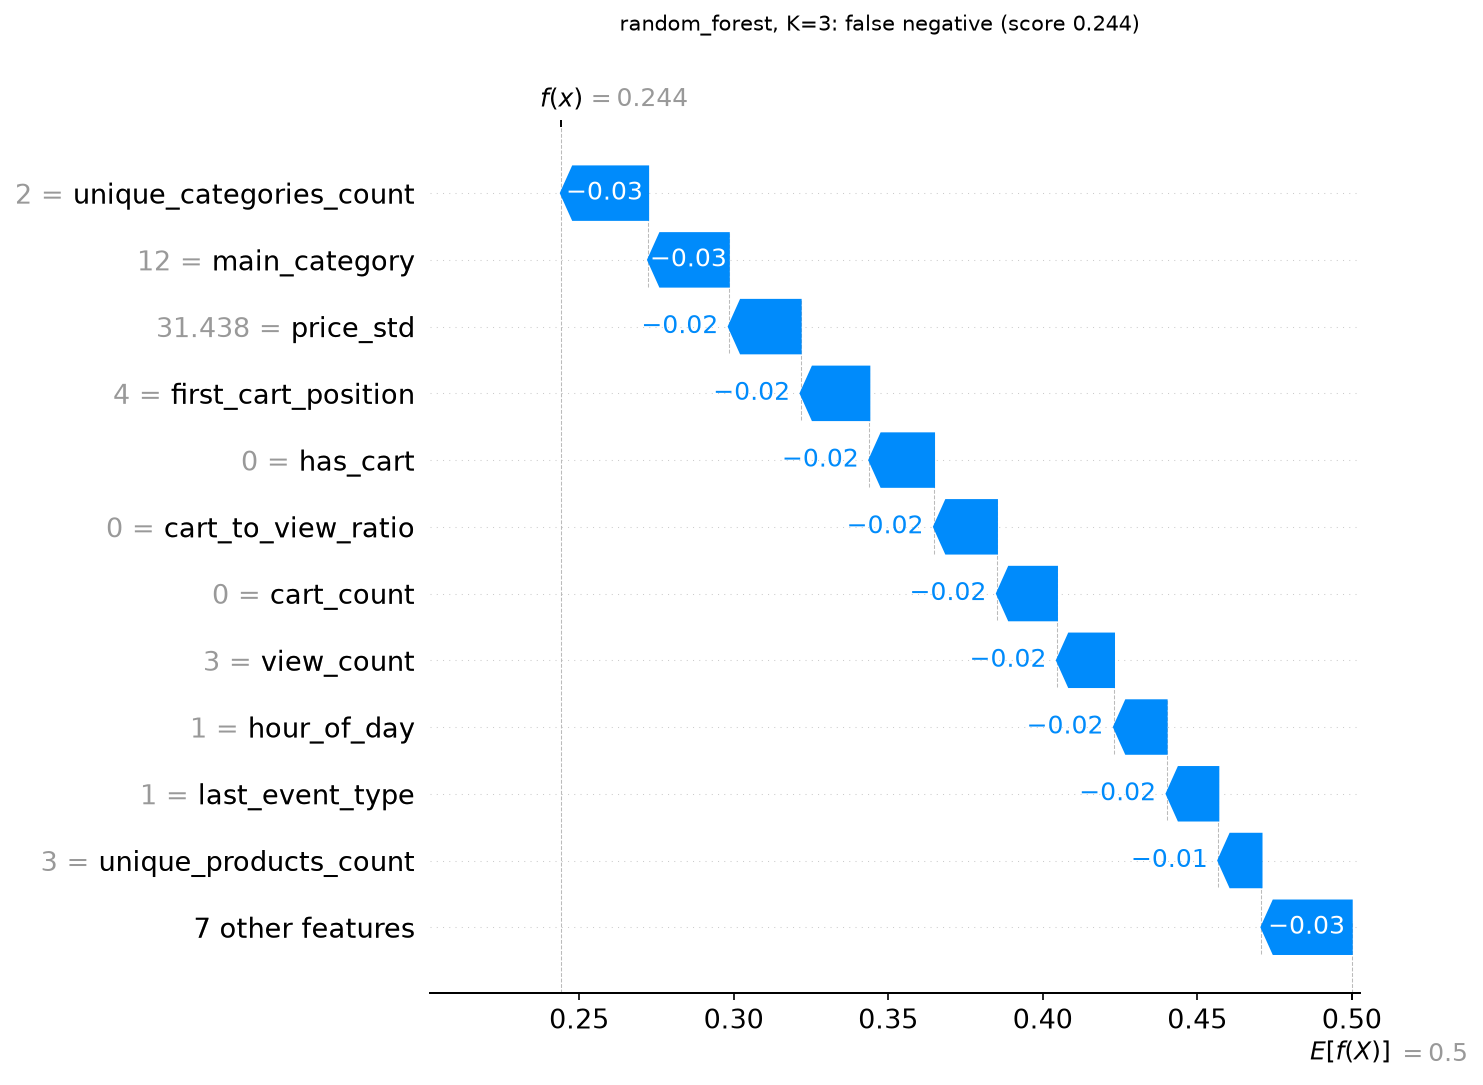 random_forest, K=3: false negative (score 0.244)
f(x) = 0.244
2 = unique_categories_count −0.03
12 = main_category −0.03
31.438 = price_std −0.02
4 = first_cart_position −0.02
0 = has_cart −0.02
0 = cart_to_view_ratio −0.02
0 = cart_count −0.02
3 = view_count −0.02
1 = hour_of_day −0.02
1 = last_event_type −0.02
3 = unique_products_count −0.01
7 other features −0.03
0.25 0.30 0.35 0.40 0.45 0.50
E[f(X)] = 0.5